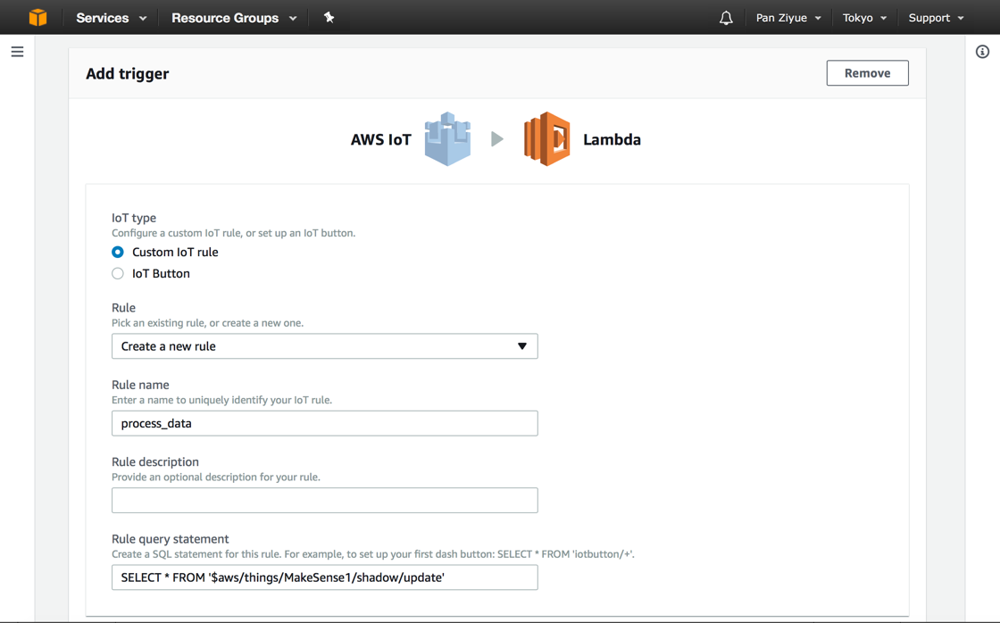 Services Resource Groups Pan Ziyue Tokyo Support
Add trigger Remove
AWS IoT Lambda
IoT type
Configure a custom IoT rule, or set up an IoT button.
Custom IoT rule
IoT Button
Rule
Pick an existing rule, or create a new one.
Create a new rule
Rule name
Enter a name to uniquely identify your IoT rule.
process_data
Rule description
Provide an optional description for your rule.
Rule query statement
Create a SQL statement for this rule. For example, to set up your first dash button: SELECT * FROM 'iotbutton/+'.
SELECT * FROM '$aws/things/MakeSense1/shadow/update'